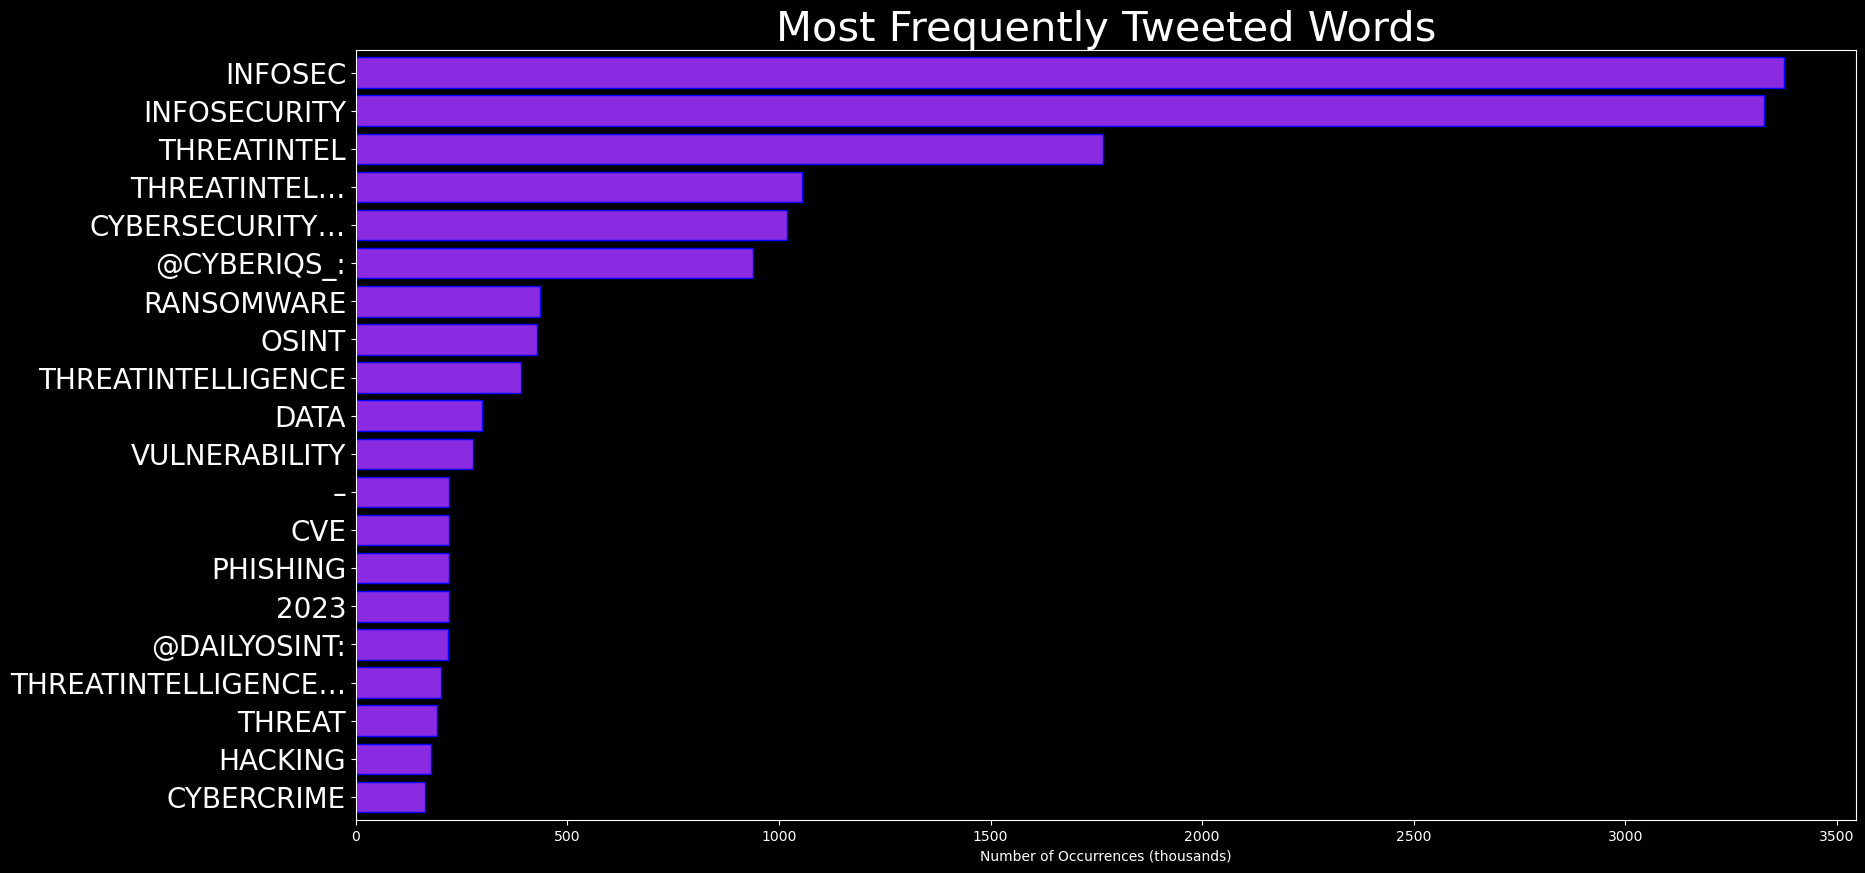 Most Frequently Tweeted Words
INFOSEC
INFOSECURITY
THREATINTEL
THREATINTEL…
CYBERSECURITY…
@CYBERIQS_:
RANSOMWARE
OSINT
THREATINTELLIGENCE
DATA
VULNERABILITY
–
CVE
PHISHING
2023
@DAILYOSINT:
THREATINTELLIGENCE…
THREAT
HACKING
CYBERCRIME
0 500 1000 1500 2000 2500 3000 3500
Number of Occurrences (thousands)